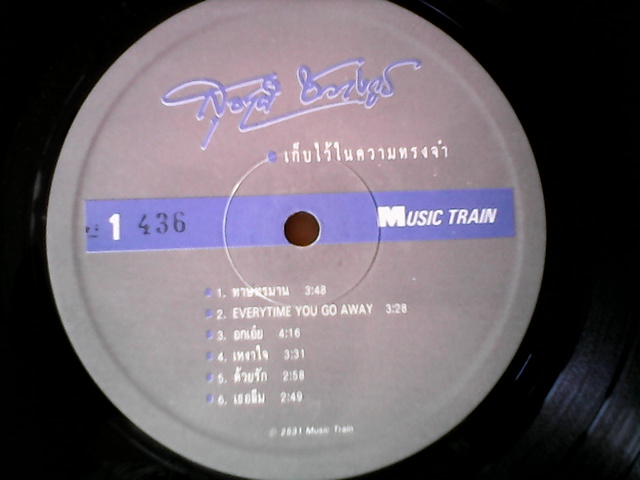 เก็บไว้ในความทรงจำ
1 436 MUSIC TRAIN
1. ทาษทรมาน 3:48
2. EVERYTIME YOU GO AWAY 3:28
3. อกเอ๋ย 4:16
4. เหงาใจ 3:31
5. ด้วยรัก 2:58
6. เธอลืม 2:49
© 2531 Music Train